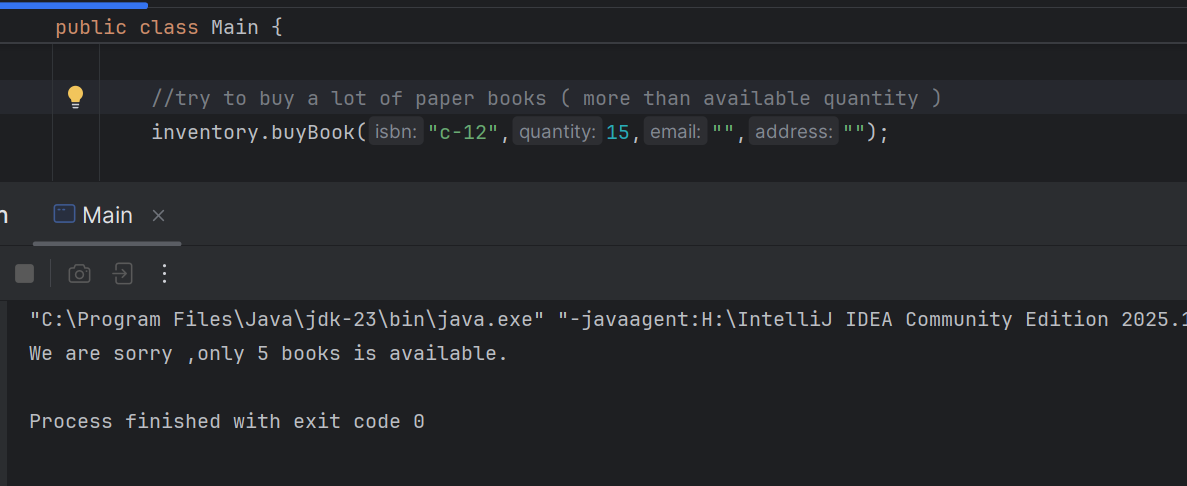 public class Main {
//try to buy a lot of paper books ( more than available quantity )
inventory.buyBook( isbn: "c-12", quantity: 15, email: "", address: "");
Main
"C:\Program Files\Java\jdk-23\bin\java.exe" "-javaagent:H:\IntelliJ IDEA Community Edition 2025.1
We are sorry ,only 5 books is available.
Process finished with exit code 0